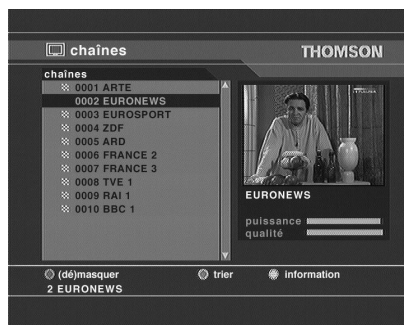 chaînes
THOMSON
chaînes
0001 ARTE
0002 EURONEWS
0003 EUROSPORT
0004 ZDF
0005 ARD
0006 FRANCE 2
0007 FRANCE 3
0008 TVE 1
0009 RAI 1
0010 BBC 1
EURONEWS
puissance
qualité
(dé)masquer
trier
information
2 EURONEWS